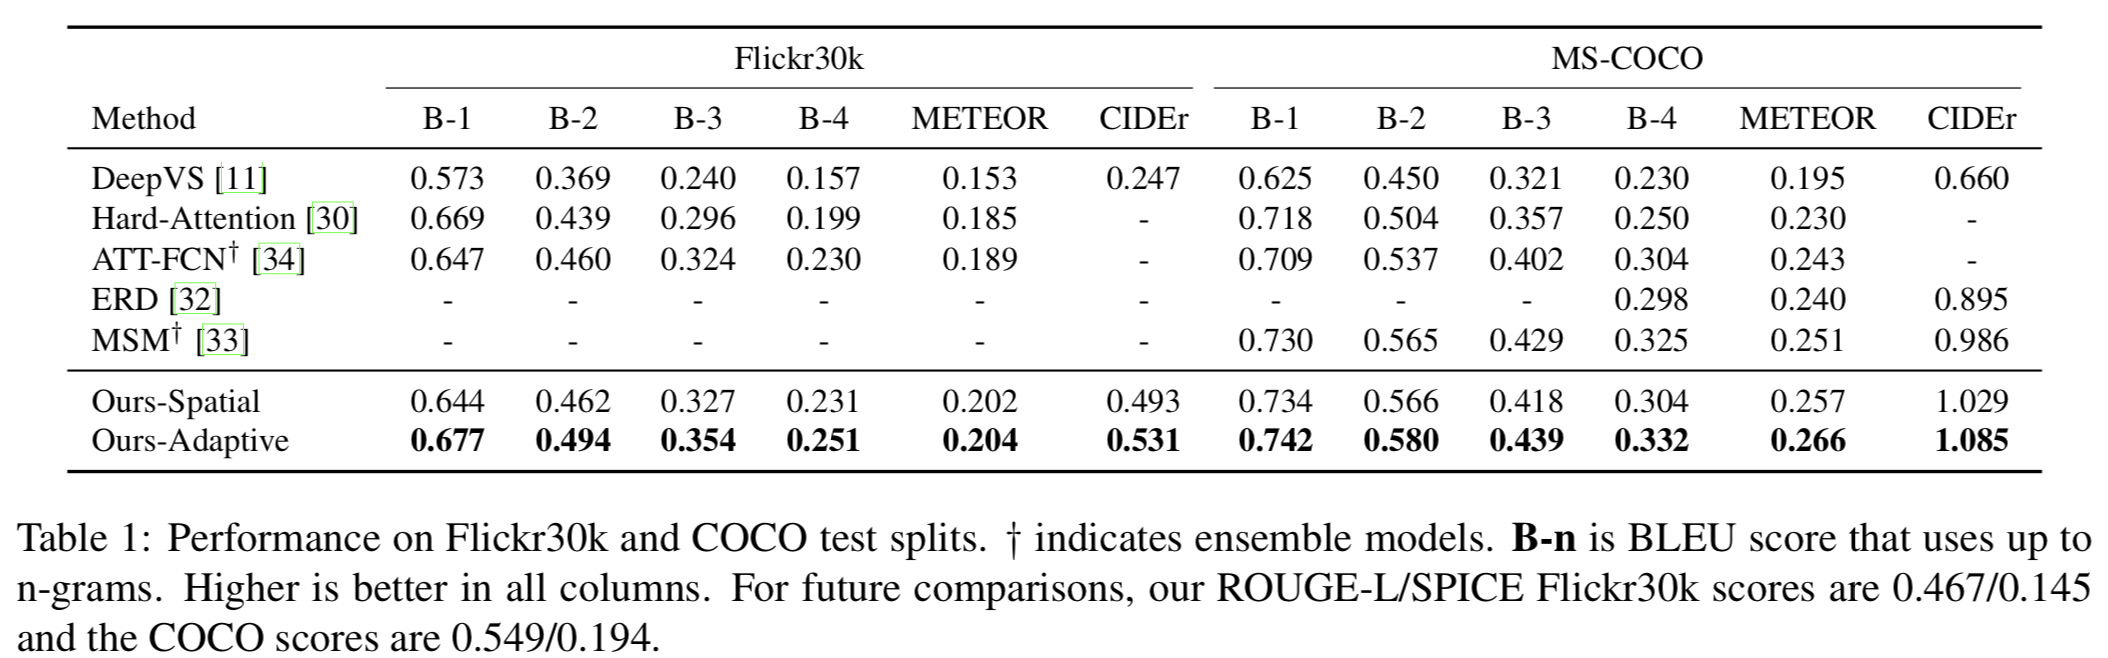 Flickr30k MS-COCO
Method B-1 B-2 B-3 B-4 METEOR CIDEr B-1 B-2 B-3 B-4 METEOR CIDEr
DeepVS [11] 0.573 0.369 0.240 0.157 0.153 0.247 0.625 0.450 0.321 0.230 0.195 0.660
Hard-Attention [30] 0.669 0.439 0.296 0.199 0.185 - 0.718 0.504 0.357 0.250 0.230 -
ATT-FCN† [34] 0.647 0.460 0.324 0.230 0.189 - 0.709 0.537 0.402 0.304 0.243 -
ERD [32] - - - - - - - - - 0.298 0.240 0.895
MSM† [33] - - - - - - 0.730 0.565 0.429 0.325 0.251 0.986
Ours-Spatial 0.644 0.462 0.327 0.231 0.202 0.493 0.734 0.566 0.418 0.304 0.257 1.029
Ours-Adaptive 0.677 0.494 0.354 0.251 0.204 0.531 0.742 0.580 0.439 0.332 0.266 1.085
Table 1: Performance on Flickr30k and COCO test splits. † indicates ensemble models. B-n is BLEU score that uses up to
n-grams. Higher is better in all columns. For future comparisons, our ROUGE-L/SPICE Flickr30k scores are 0.467/0.145
and the COCO scores are 0.549/0.194.